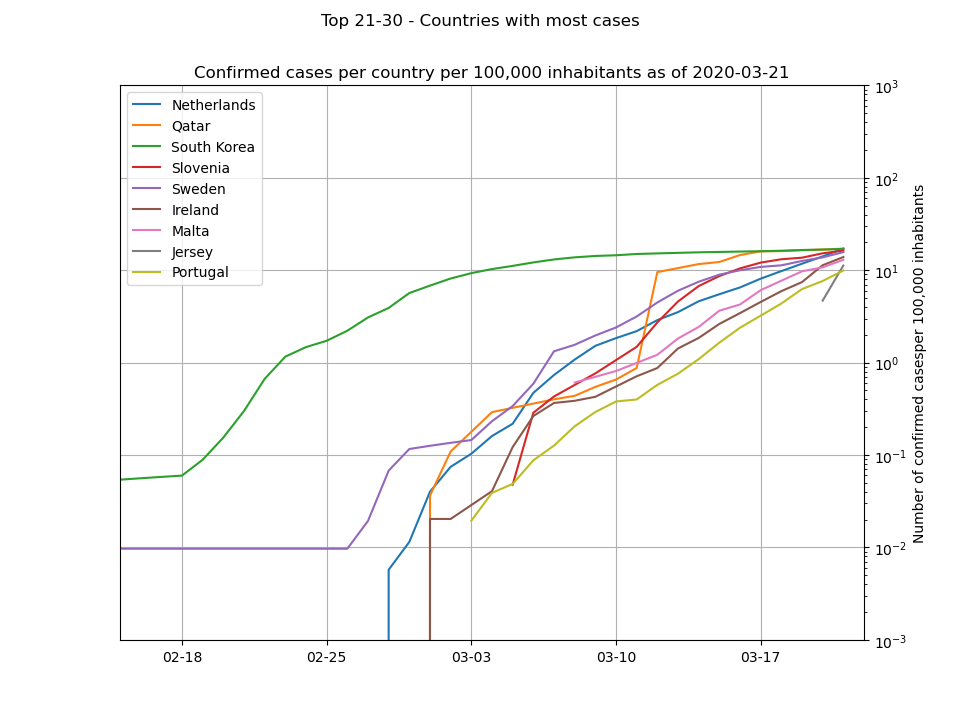 Top 21-30 - Countries with most cases
Confirmed cases per country per 100,000 inhabitants as of 2020-03-21
Netherlands
Qatar
South Korea
Slovenia
Sweden
Ireland
Malta
Jersey
Portugal
10³
10²
10¹
10⁰
10⁻¹
10⁻²
10⁻³
Number of confirmed casesper 100,000 inhabitants
02-18 02-25 03-03 03-10 03-17